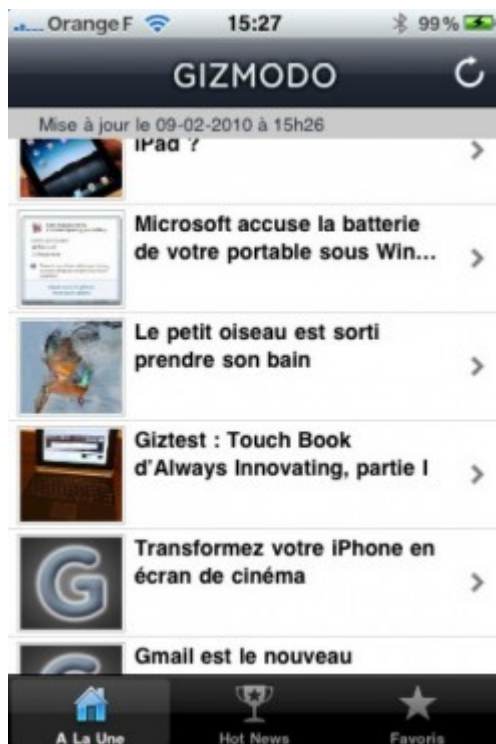 Orange F 15:27 99 %
GIZMODO
Mise à jour le 09-02-2010 à 15h26
iPad ?
Microsoft accuse la batterie
de votre portable sous Win...
Le petit oiseau est sorti
prendre son bain
Giztest : Touch Book
d'Always Innovating, partie I
G
Transformez votre iPhone en
écran de cinéma
Gmail est le nouveau
A La Une Hot News Favoris